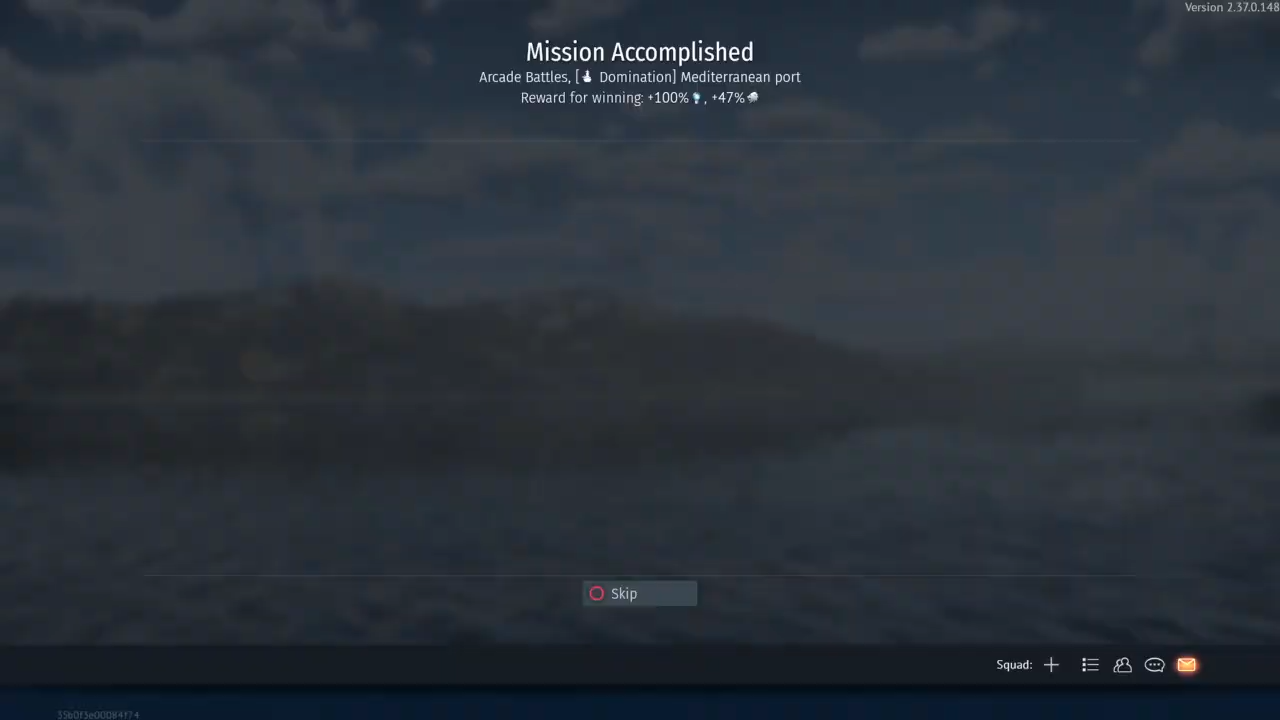 Version 2.37.0.148
Mission Accomplished
Arcade Battles, [ Domination] Mediterranean port
Reward for winning: +100% , +47%
Skip
Squad:
35b0f3e00084f74